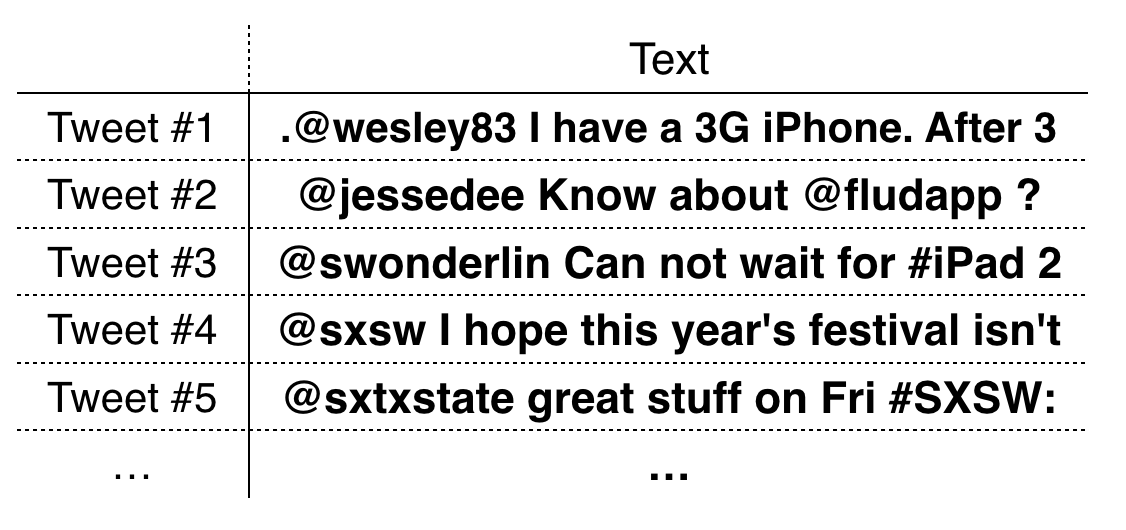 Text
Tweet #1 .@wesley83 I have a 3G iPhone. After 3
Tweet #2 @jessedee Know about @fludapp ?
Tweet #3 @swonderlin Can not wait for #iPad 2
Tweet #4 @sxsw I hope this year's festival isn't
Tweet #5 @sxtxstate great stuff on Fri #SXSW:
... ...